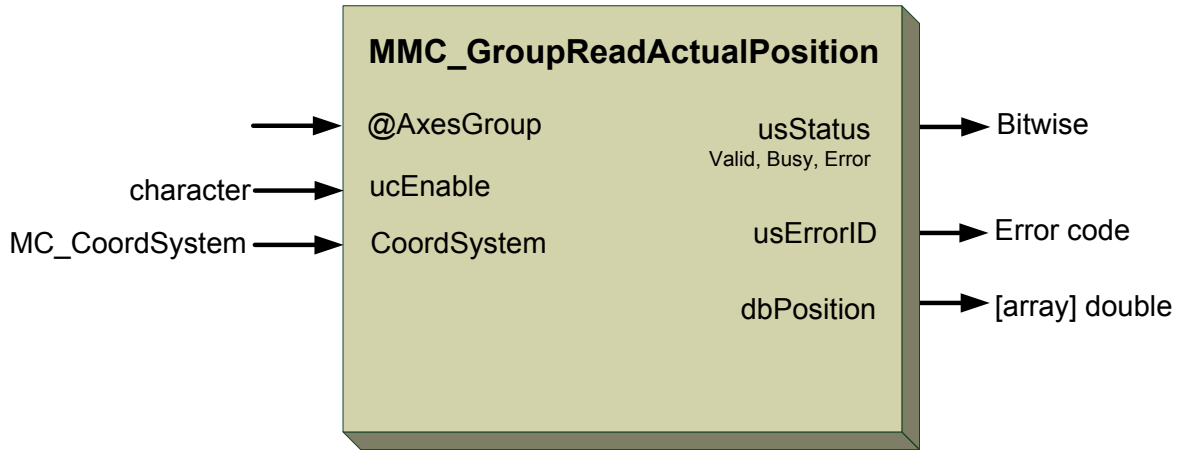 MMC_GroupReadActualPosition
@AxesGroup
usStatus
Bitwise
Valid, Busy, Error
character
ucEnable
MC_CoordSystem
CoordSystem
usErrorID
Error code
dbPosition
[array] double